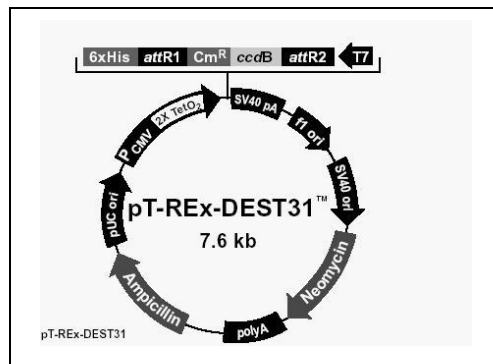 6xHis attR1 CmR ccdB attR2 T7
PCMV 2X TetO2
SV40 pA
f1 ori
SV40 ori
Neomycin
polyA
Ampicillin
pUC ori
pT-REx-DEST31™
7.6 kb
pT-REx-DEST31